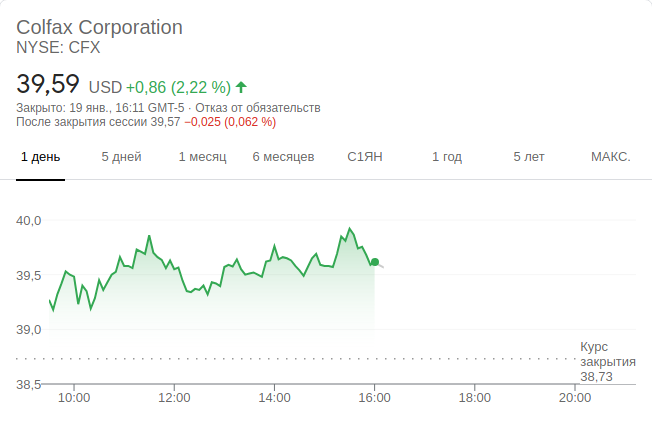 Colfax Corporation
NYSE: CFX
39,59 USD +0,86 (2,22 %)
Закрыто: 19 янв., 16:11 GMT-5 · Отказ от обязательств
После закрытия сессии 39,57 −0,025 (0,062 %)
1 день 5 дней 1 месяц 6 месяцев С1ЯН 1 год 5 лет МАКС.
40,0
39,5
39,0
Курс
закрытия
38,73
38,5
10:00 12:00 14:00 16:00 18:00 20:00